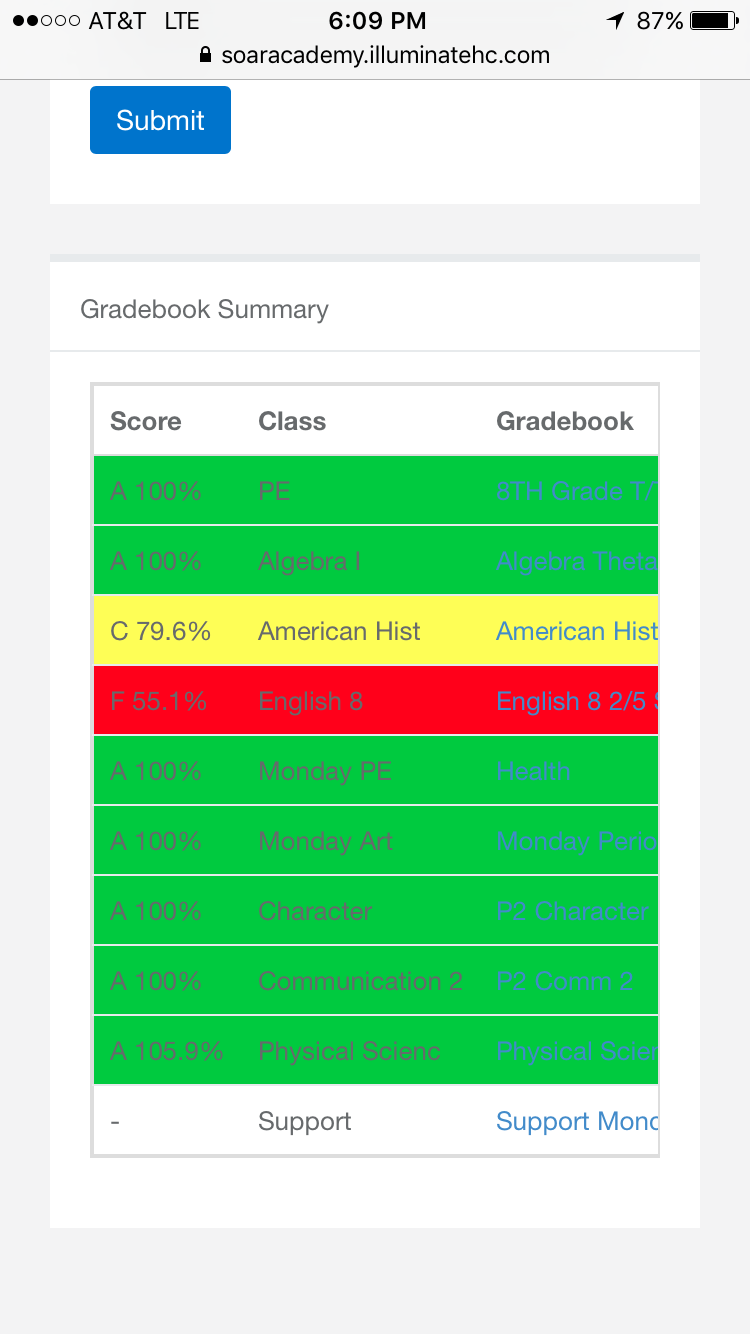 AT&T LTE 6:09 PM 87%
soaracademy.illuminatehc.com
Submit
Gradebook Summary
Score Class Gradebook
A 100% PE 8TH Grade T/
A 100% Algebra I Algebra Theta
C 79.6% American Hist American Hist
F 55.1% English 8 English 8 2/5
A 100% Monday PE Health
A 100% Monday Art Monday Perio
A 100% Character P2 Character
A 100% Communication 2 P2 Comm 2
A 105.9% Physical Scienc Physical Scien
- Support Support Mond